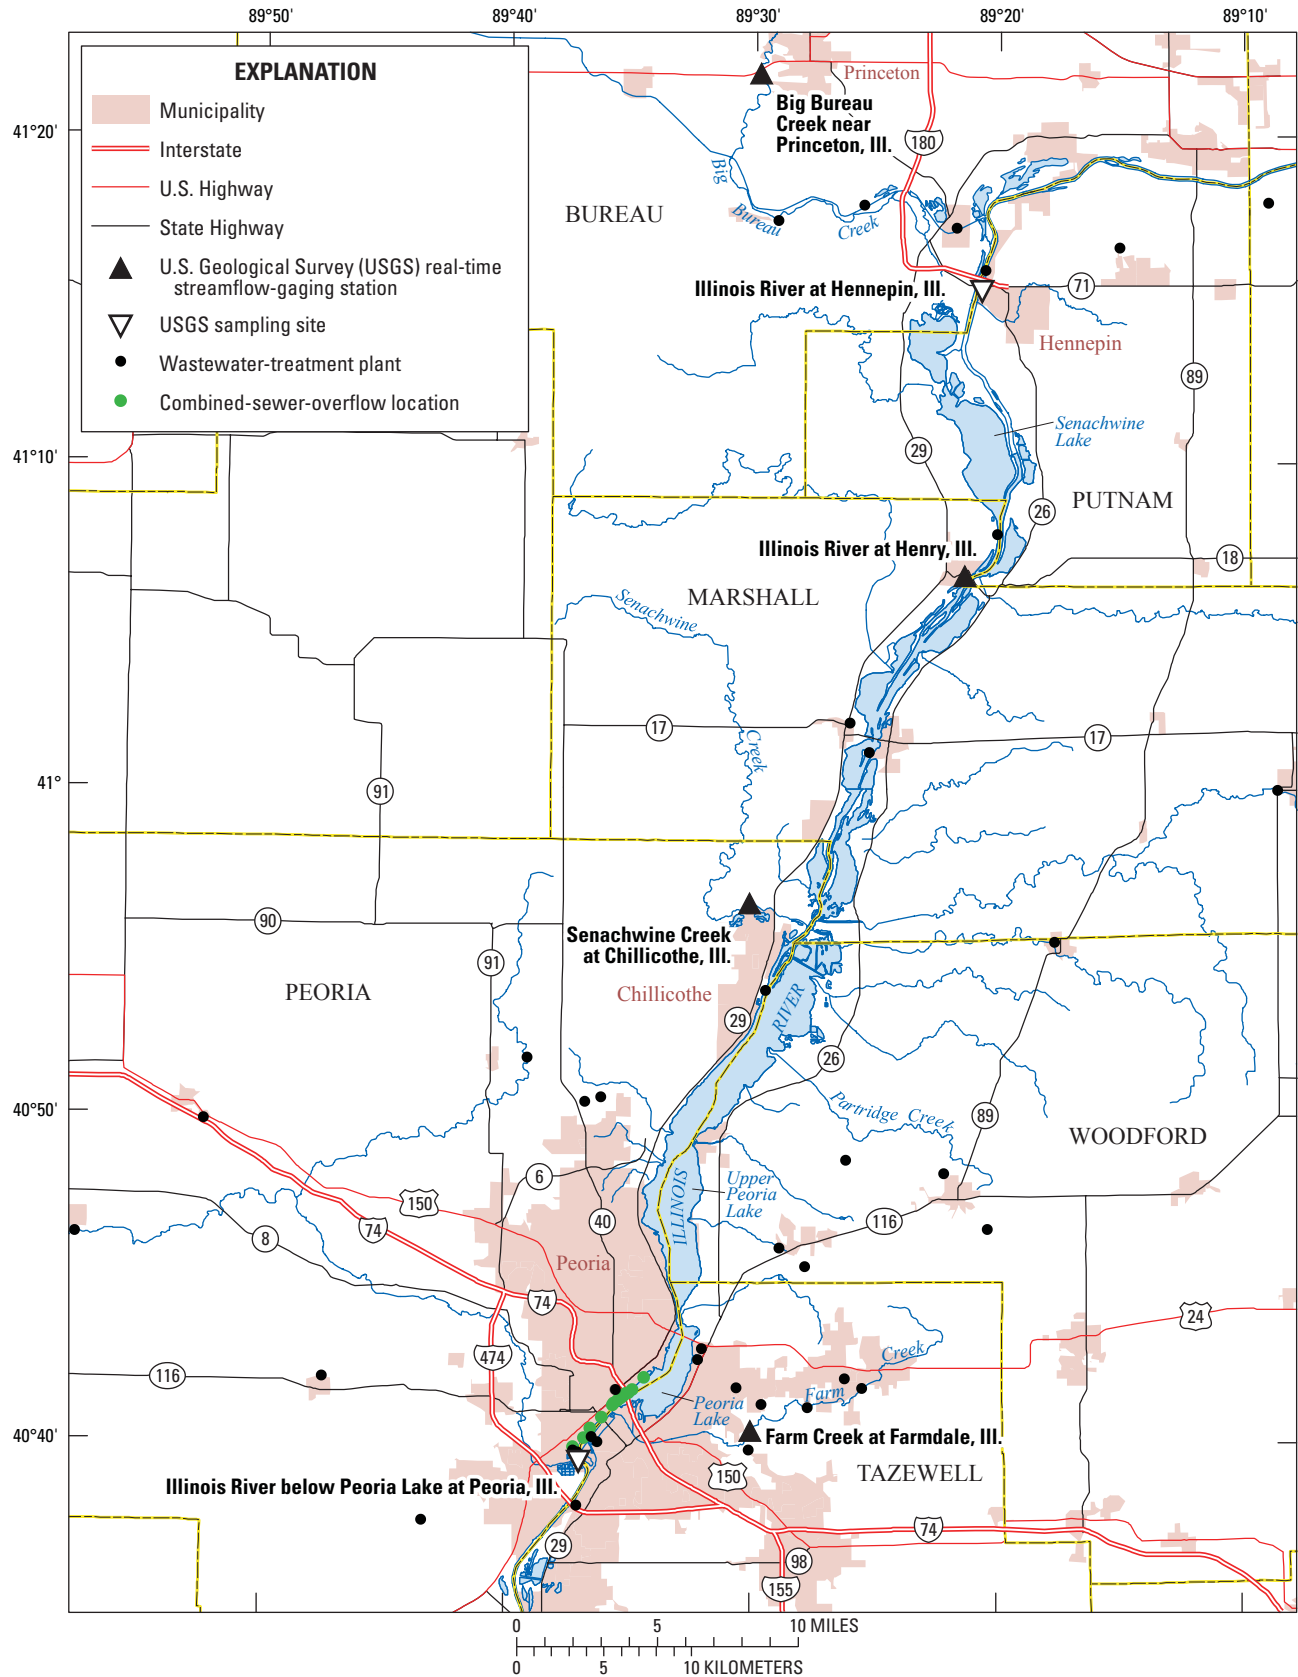 89°50'
89°40'
89°30'
89°20'
89°10'
41°20'
41°10'
41°
40°50'
40°40'
EXPLANATION
Municipality
Interstate
U.S. Highway
State Highway
U.S. Geological Survey (USGS) real-time
streamflow-gaging station
USGS sampling site
Wastewater-treatment plant
Combined-sewer-overflow location
Princeton
Big Bureau
Creek near
Princeton, Ill.
180
Big
Bureau
Creek
BUREAU
Illinois River at Hennepin, Ill.
71
Hennepin
89
Senachwine
Lake
29
26
PUTNAM
Illinois River at Henry, Ill.
18
MARSHALL
Senachwine
Creek
17
17
91
90
91
Senachwine Creek
at Chillicothe, Ill.
Chillicothe
PEORIA
29
RIVER
26
Partridge Creek
89
WOODFORD
6
Upper
Peoria
Lake
ILLINOIS
150
74
8
40
116
Peoria
74
24
474
116
Creek
Farm
Peoria
Lake
Farm Creek at Farmdale, Ill.
150
TAZEWELL
Illinois River below Peoria Lake at Peoria, Ill.
74
29
98
155
0 5 10 MILES
0 5 10 KILOMETERS